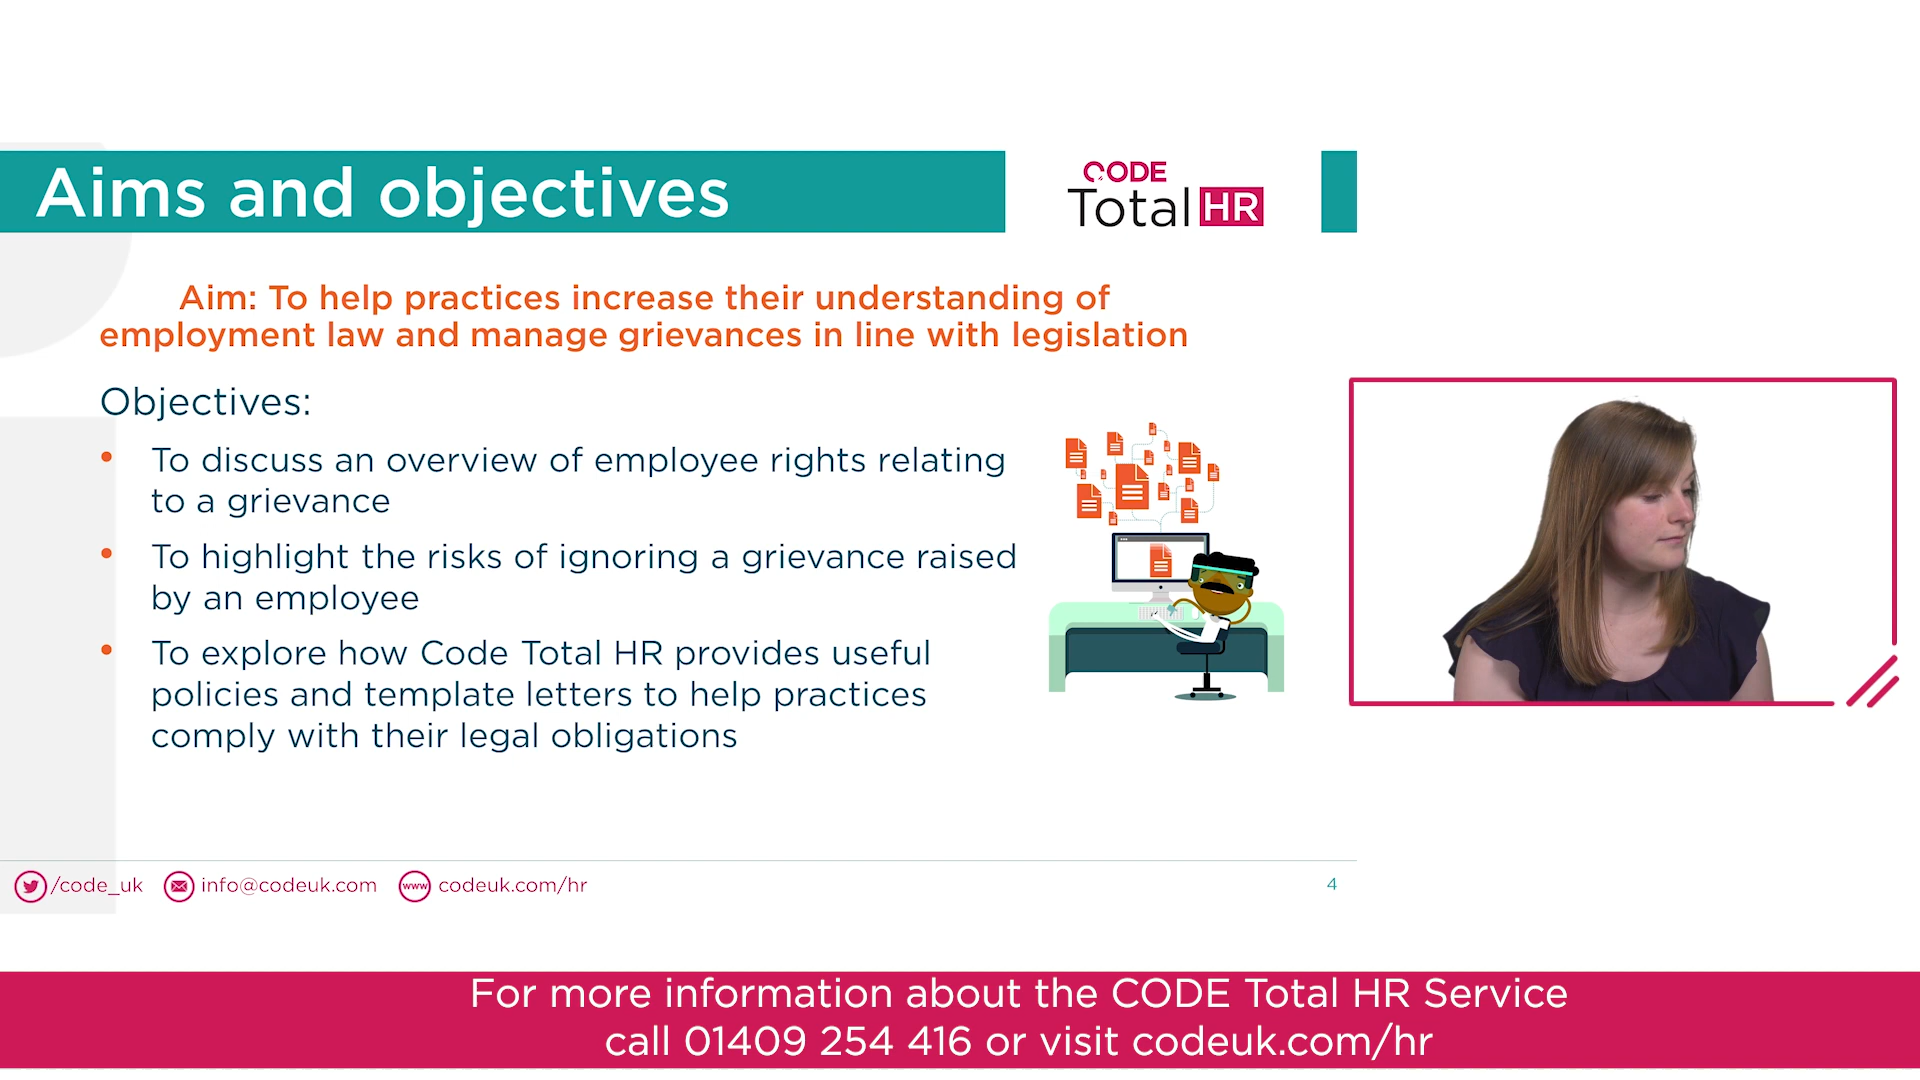 Aims and objectives
CODE
Total HR
Aim: To help practices increase their understanding of
employment law and manage grievances in line with legislation
Objectives:
• To discuss an overview of employee rights relating
to a grievance
• To highlight the risks of ignoring a grievance raised
by an employee
• To explore how Code Total HR provides useful
policies and template letters to help practices
comply with their legal obligations
/code_uk info@codeuk.com www codeuk.com/hr 4
For more information about the CODE Total HR Service
call 01409 254 416 or visit codeuk.com/hr